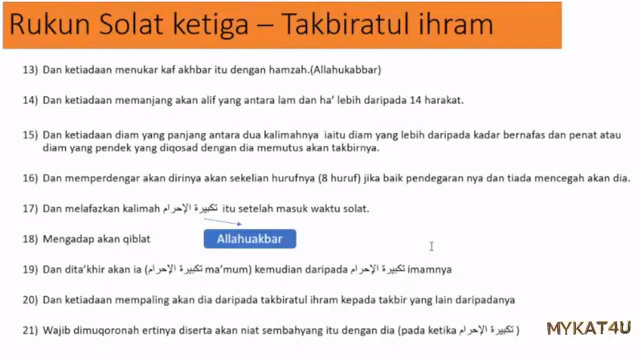 Rukun Solat ketiga – Takbiratul ihram
13) Dan ketiadaan menukar kaf akhbar itu dengan hamzah.(Allahukabbar)
14) Dan ketiadaan memanjang akan alif yang antara lam dan ha' lebih daripada 14 harakat.
15) Dan ketiadaan diam yang panjang antara dua kalimahnya iaitu diam yang lebih daripada kadar bernafas dan penat atau
diam yang pendek yang diqosad dengan dia memutus akan takbirnya.
16) Dan memperdengar akan dirinya akan sekelian hurufnya (8 huruf) jika baik pendegaran nya dan tiada mencegah akan dia.
17) Dan melafazkan kalimah تكبيرة الإحرام itu setelah masuk waktu solat.
18) Mengadap akan qiblat
Allahuakbar
19) Dan dita'khir akan ia (تكبيرة الإحرام ma'mum) kemudian daripada تكبيرة الإحرام imamnya
20) Dan ketiadaan mempaling akan dia daripada takbiratul ihram kepada takbir yang lain daripadanya
21) Wajib dimuqoronah ertinya diserta akan niat sembahyang itu dengan dia (pada ketika تكبيرة الإحرام )
MYKAT4U